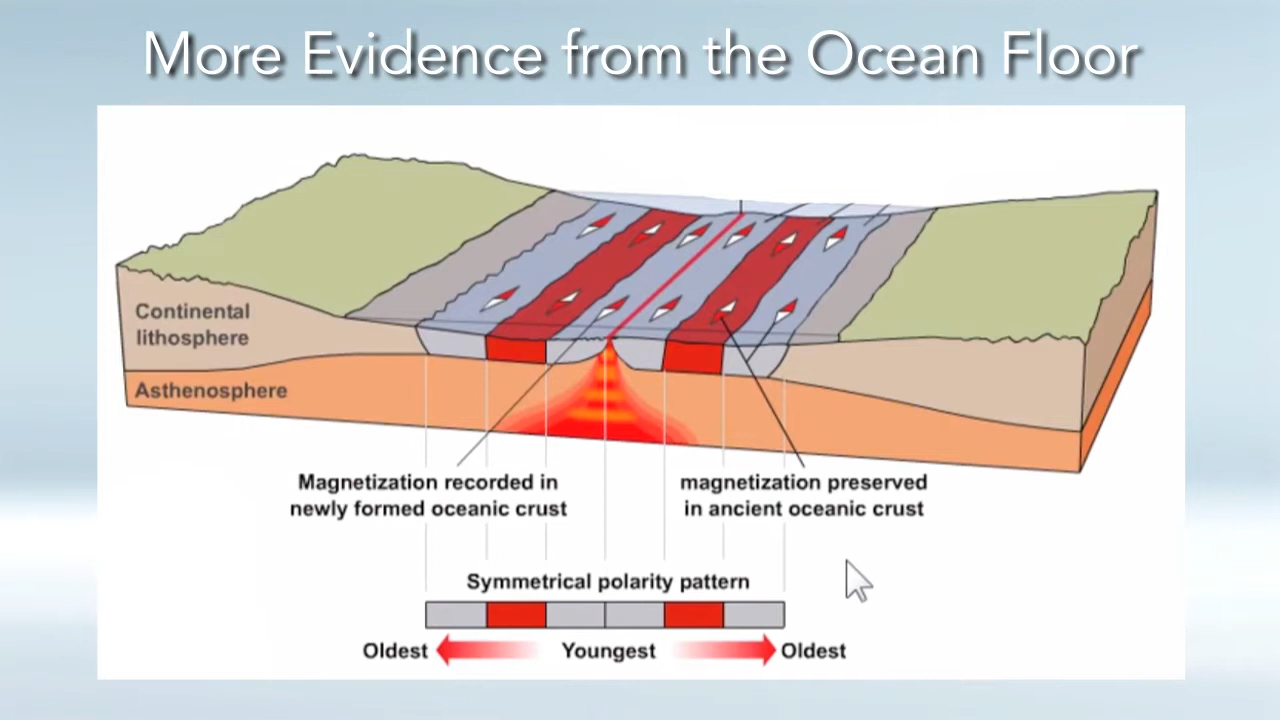 More Evidence from the Ocean Floor
Continental
lithosphere
Asthenosphere
Magnetization recorded in
newly formed oceanic crust
magnetization preserved
in ancient oceanic crust
Symmetrical polarity pattern
Oldest
Youngest
Oldest